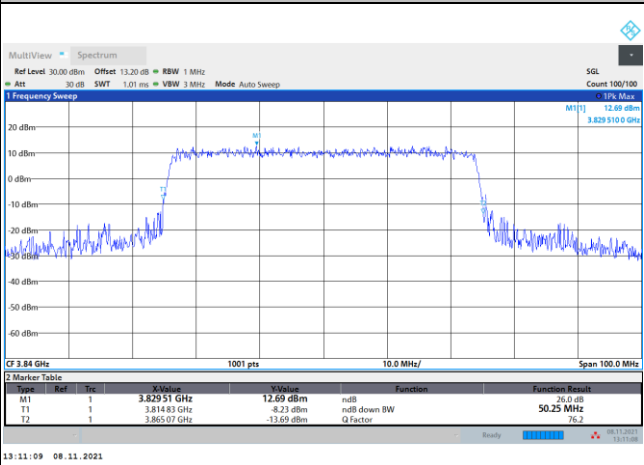 MultiView Spectrum
Ref Level 30.00 dBm Offset 13.20 dB RBW 1 MHz SGL
Att 30 dB SWT 1.01 ms VBW 3 MHz Mode Auto Sweep Count 100/100
1 Frequency Sweep 1Pk Max
M1[1] 12.69 dBm
3.829 510 0 GHz
20 dBm
M1
10 dBm
0 dBm
T1
-10 dBm
-20 dBm
-30 dBm
-40 dBm
-50 dBm
-60 dBm
CF 3.84 GHz 1001 pts 10.0 MHz/ Span 100.0 MHz
2 Marker Table
Type Ref Trc X-Value Y-Value Function Function Result
M1 1 3.829 51 GHz 12.69 dBm ndB 26.0 dB
T1 1 3.814 83 GHz -8.23 dBm ndB down BW 50.25 MHz
T2 1 3.865 07 GHz -13.69 dBm Q Factor 76.2
Ready 08.11.2021
13:11:08
13:11:09 08.11.2021